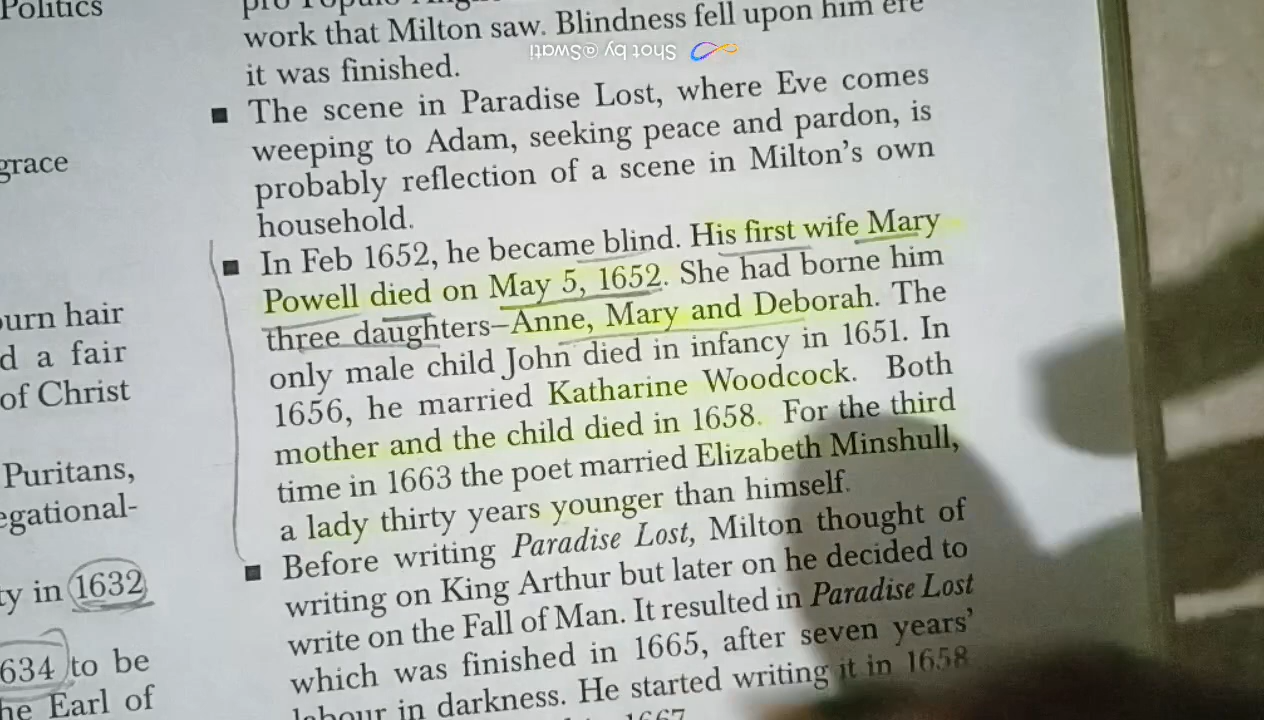 Politics
grace
ourn hair
d a fair
of Christ
Puritans,
egational-
ty in 1632
634 to be
he Earl of
work that Milton saw. Blindness fell upon him ere
it was finished.
Shot by @Swati
■ The scene in Paradise Lost, where Eve comes
weeping to Adam, seeking peace and pardon, is
probably reflection of a scene in Milton's own
household.
■ In Feb 1652, he became blind. His first wife Mary
Powell died on May 5, 1652. She had borne him
three daughters–Anne, Mary and Deborah. The
only male child John died in infancy in 1651. In
1656, he married Katharine Woodcock. Both
mother and the child died in 1658. For the third
time in 1663 the poet married Elizabeth Minshull,
a lady thirty years younger than himself.
■ Before writing Paradise Lost, Milton thought of
writing on King Arthur but later on he decided to
write on the Fall of Man. It resulted in Paradise Lost
which was finished in 1665, after seven years'
labour in darkness. He started writing it in 1658
1667